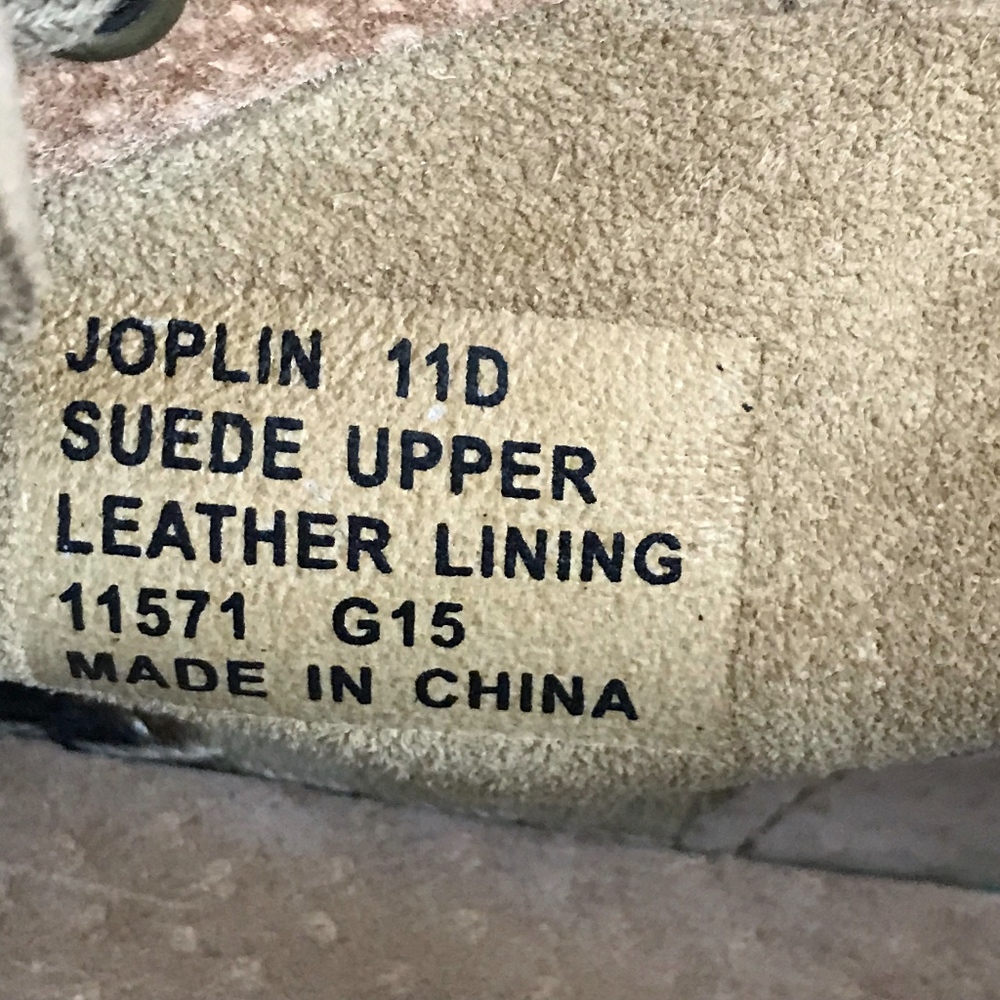 JOPLIN 11D
SUEDE UPPER
LEATHER LINING
11571 G15
MADE IN CHINA